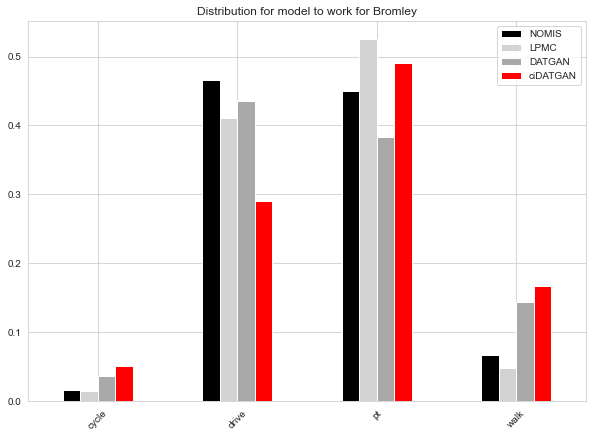 Distribution for model to work for Bromley
NOMIS
LPMC
DATGAN
ciDATGAN
0.5
0.4
0.3
0.2
0.1
0.0
cycle
drive
pt
walk